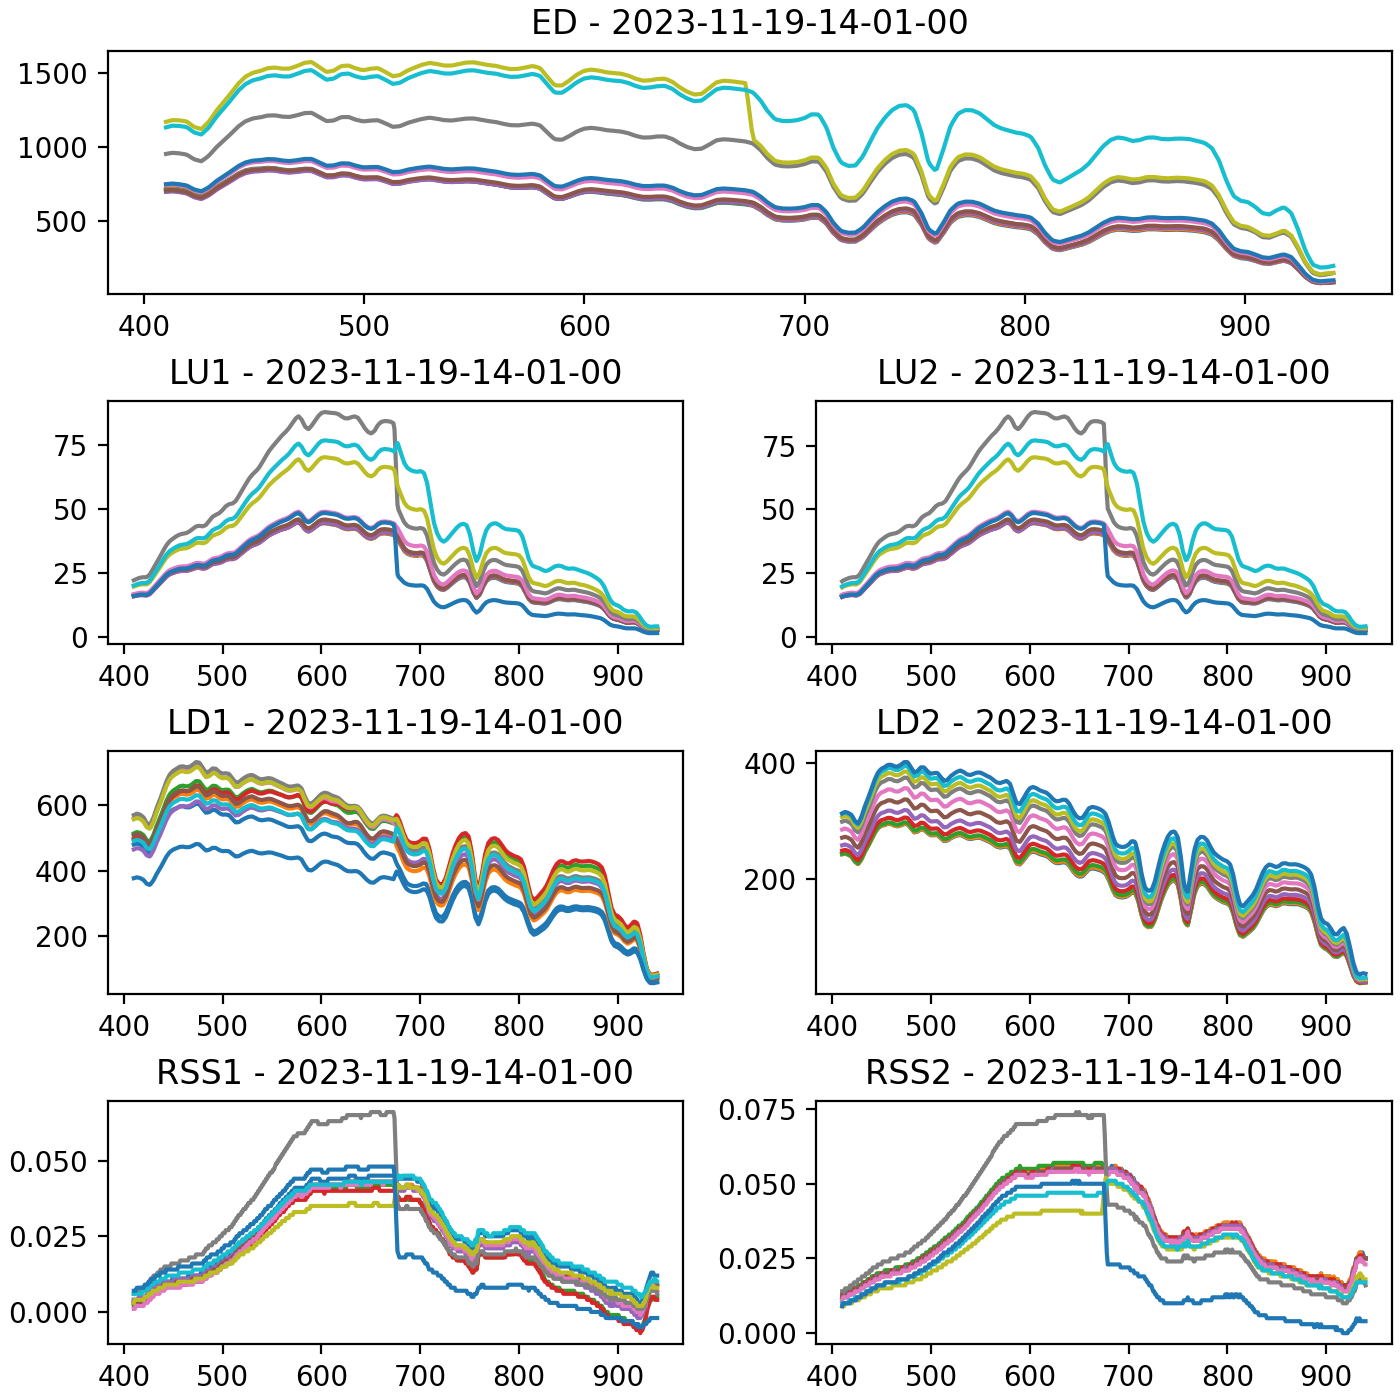 ED - 2023-11-19-14-01-00
1500
1000
500
400 500 600 700 800 900
LU1 - 2023-11-19-14-01-00
75
50
25
0
400 500 600 700 800 900
LU2 - 2023-11-19-14-01-00
75
50
25
0
400 500 600 700 800 900
LD1 - 2023-11-19-14-01-00
600
400
200
400 500 600 700 800 900
LD2 - 2023-11-19-14-01-00
400
200
400 500 600 700 800 900
RSS1 - 2023-11-19-14-01-00
0.050
0.025
0.000
400 500 600 700 800 900
RSS2 - 2023-11-19-14-01-00
0.075
0.050
0.025
0.000
400 500 600 700 800 900